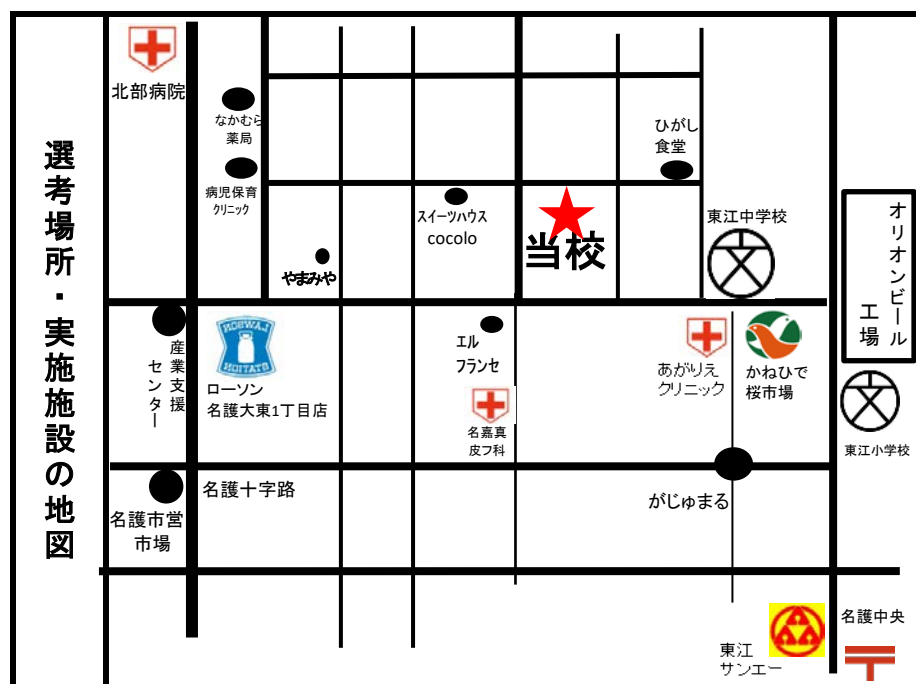 選考場所・実施施設の地図
北部病院
なかむら
薬局
病児保育
クリニック
やまみや
スイーツハウス
cocolo
当校
ひがし
食堂
東江中学校
文
オリオンビール
工場
産業支援
センター
LAWSON
STATION
ローソン
名護大東1丁目店
エル
フランセ
名嘉真
皮フ科
あがりえ
クリニック
かねひで
桜市場
文
東江小学校
名護市営
市場
名護十字路
がじゅまる
東江
サンエー
名護中央
〒